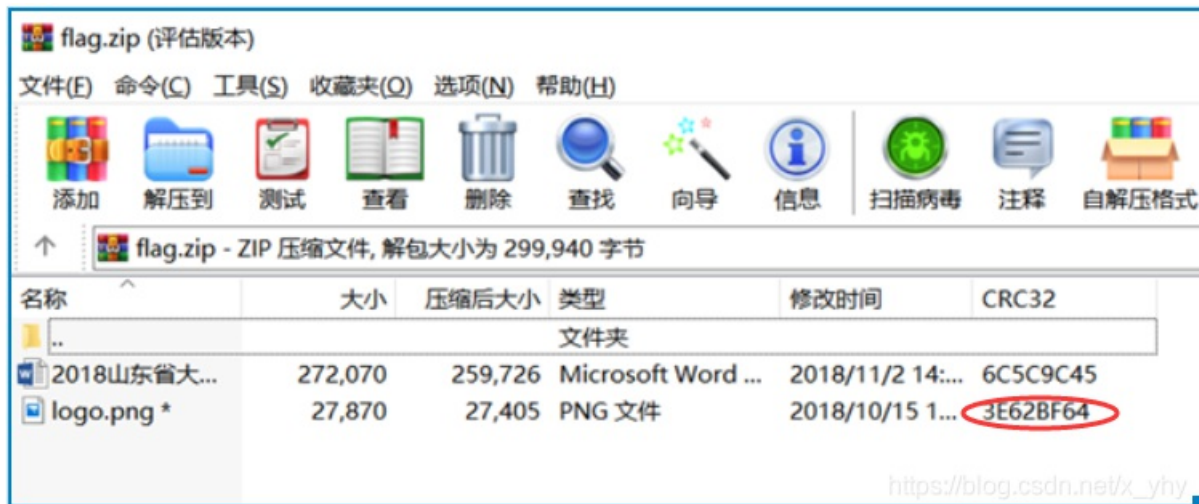 flag.zip (评估版本)
文件(F) 命令(C) 工具(S) 收藏夹(O) 选项(N) 帮助(H)
添加 解压到 测试 查看 删除 查找 向导 信息 扫描病毒 注释 自解压格式
flag.zip - ZIP 压缩文件, 解包大小为 299,940 字节
名称 大小 压缩后大小 类型 修改时间 CRC32
.. 文件夹
2018山东省大... 272,070 259,726 Microsoft Word ... 2018/11/2 14:... 6C5C9C45
logo.png * 27,870 27,405 PNG 文件 2018/10/15 1... 3E62BF64
https://blog.csdn.net/x_yhy